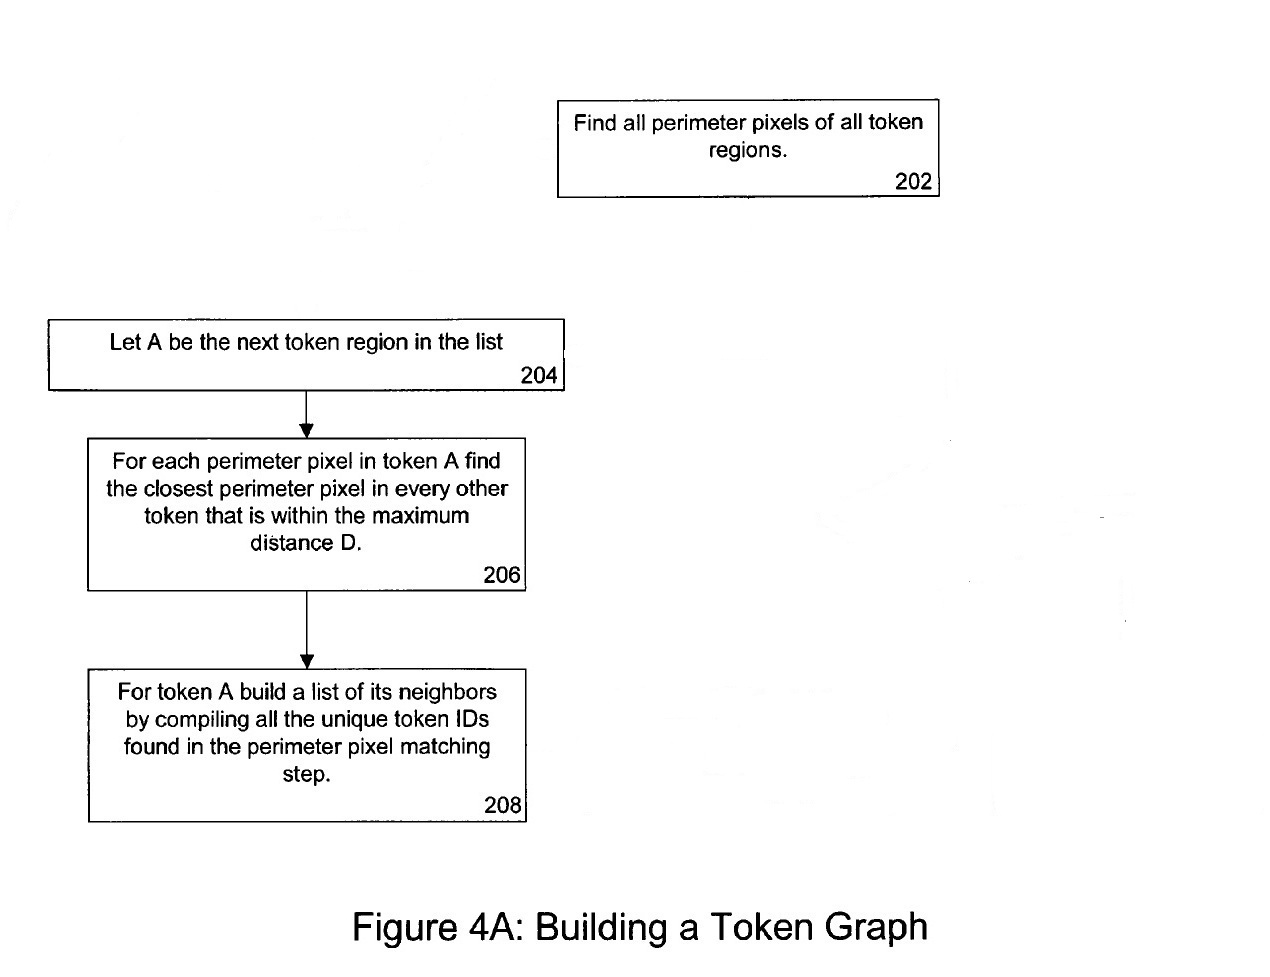 Find all perimeter pixels of all token
regions.
202
Let A be the next token region in the list
204
For each perimeter pixel in token A find
the closest perimeter pixel in every other
token that is within the maximum
distance D.
206
For token A build a list of its neighbors
by compiling all the unique token IDs
found in the perimeter pixel matching
step.
208
Figure 4A: Building a Token Graph